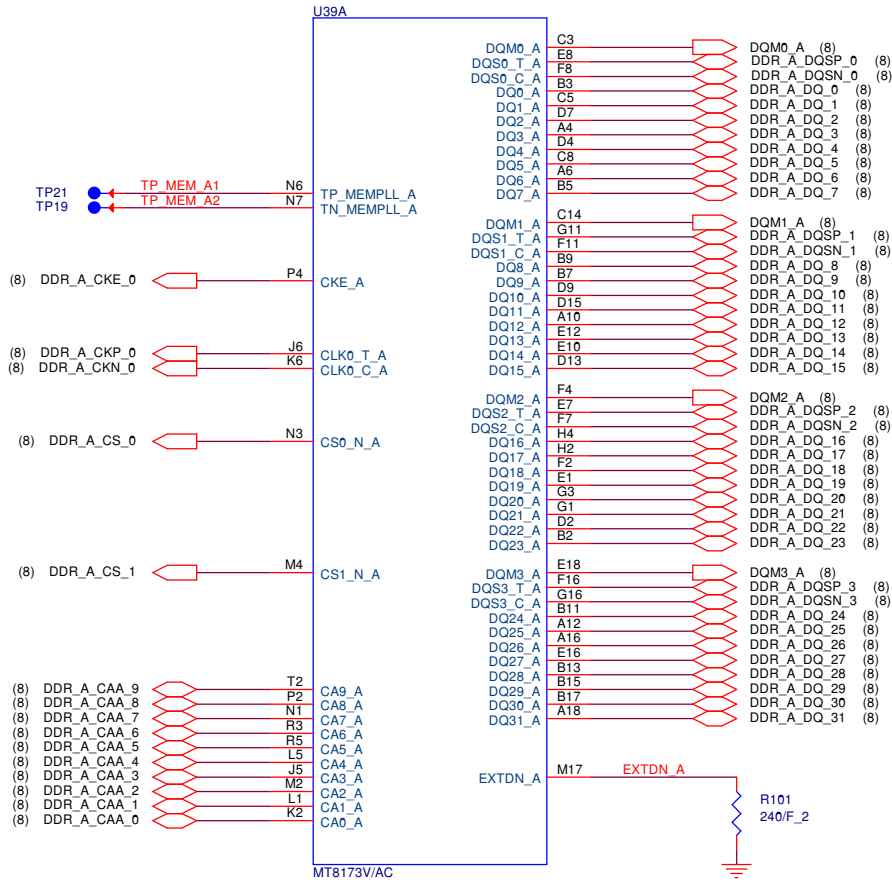 U39A
TP21 TP_MEM_A1 N6 TP_MEMPLL_A
TP19 TP_MEM_A2 N7 TN_MEMPLL_A
(8) DDR_A_CKE_0 P4 CKE_A
(8) DDR_A_CKP_0 J6 CLK0_T_A
(8) DDR_A_CKN_0 K6 CLK0_C_A
(8) DDR_A_CS_0 N3 CS0_N_A
(8) DDR_A_CS_1 M4 CS1_N_A
(8) DDR_A_CAA_9 T2 CA9_A
(8) DDR_A_CAA_8 P2 CA8_A
(8) DDR_A_CAA_7 N1 CA7_A
(8) DDR_A_CAA_6 R3 CA6_A
(8) DDR_A_CAA_5 R5 CA5_A
(8) DDR_A_CAA_4 L5 CA4_A
(8) DDR_A_CAA_3 J5 CA3_A
(8) DDR_A_CAA_2 M2 CA2_A
(8) DDR_A_CAA_1 L1 CA1_A
(8) DDR_A_CAA_0 K2 CA0_A
DQM0_A C3 DQM0_A (8)
DQS0_T_A E8 DDR_A_DQSP_0 (8)
DQS0_C_A F8 DDR_A_DQSN_0 (8)
DQ0_A B3 DDR_A_DQ_0 (8)
DQ1_A C5 DDR_A_DQ_1 (8)
DQ2_A D7 DDR_A_DQ_2 (8)
DQ3_A A4 DDR_A_DQ_3 (8)
DQ4_A D4 DDR_A_DQ_4 (8)
DQ5_A C8 DDR_A_DQ_5 (8)
DQ6_A A6 DDR_A_DQ_6 (8)
DQ7_A B5 DDR_A_DQ_7 (8)
DQM1_A C14 DQM1_A (8)
DQS1_T_A G11 DDR_A_DQSP_1 (8)
DQS1_C_A F11 DDR_A_DQSN_1 (8)
DQ8_A B9 DDR_A_DQ_8 (8)
DQ9_A B7 DDR_A_DQ_9 (8)
DQ10_A D9 DDR_A_DQ_10 (8)
DQ11_A D15 DDR_A_DQ_11 (8)
DQ12_A A10 DDR_A_DQ_12 (8)
DQ13_A E12 DDR_A_DQ_13 (8)
DQ14_A E10 DDR_A_DQ_14 (8)
DQ15_A D13 DDR_A_DQ_15 (8)
DQM2_A F4 DQM2_A (8)
DQS2_T_A E7 DDR_A_DQSP_2 (8)
DQS2_C_A F7 DDR_A_DQSN_2 (8)
DQ16_A H4 DDR_A_DQ_16 (8)
DQ17_A H2 DDR_A_DQ_17 (8)
DQ18_A F2 DDR_A_DQ_18 (8)
DQ19_A E1 DDR_A_DQ_19 (8)
DQ20_A G3 DDR_A_DQ_20 (8)
DQ21_A G1 DDR_A_DQ_21 (8)
DQ22_A D2 DDR_A_DQ_22 (8)
DQ23_A B2 DDR_A_DQ_23 (8)
DQM3_A E18 DQM3_A (8)
DQS3_T_A F16 DDR_A_DQSP_3 (8)
DQS3_C_A G16 DDR_A_DQSN_3 (8)
DQ24_A B11 DDR_A_DQ_24 (8)
DQ25_A A12 DDR_A_DQ_25 (8)
DQ26_A A16 DDR_A_DQ_26 (8)
DQ27_A E16 DDR_A_DQ_27 (8)
DQ28_A B13 DDR_A_DQ_28 (8)
DQ29_A B15 DDR_A_DQ_29 (8)
DQ30_A B17 DDR_A_DQ_30 (8)
DQ31_A A18 DDR_A_DQ_31 (8)
EXTDN_A M17 EXTDN_A
R101
240/F_2
MT8173V/AC